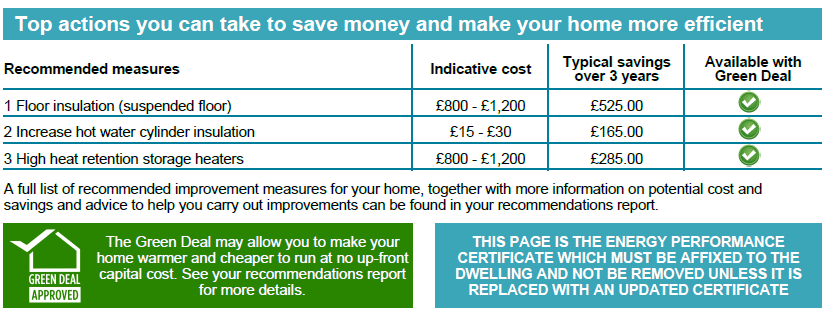 Top actions you can take to save money and make your home more efficient
Recommended measures Indicative cost Typical savings over 3 years Available with Green Deal
1 Floor insulation (suspended floor) £800 - £1,200 £525.00
2 Increase hot water cylinder insulation £15 - £30 £165.00
3 High heat retention storage heaters £800 - £1,200 £285.00
A full list of recommended improvement measures for your home, together with more information on potential cost and
savings and advice to help you carry out improvements can be found in your recommendations report.
GREEN DEAL
APPROVED
The Green Deal may allow you to make your
home warmer and cheaper to run at no up-front
capital cost. See your recommendations report
for more details.
THIS PAGE IS THE ENERGY PERFORMANCE
CERTIFICATE WHICH MUST BE AFFIXED TO THE
DWELLING AND NOT BE REMOVED UNLESS IT IS
REPLACED WITH AN UPDATED CERTIFICATE